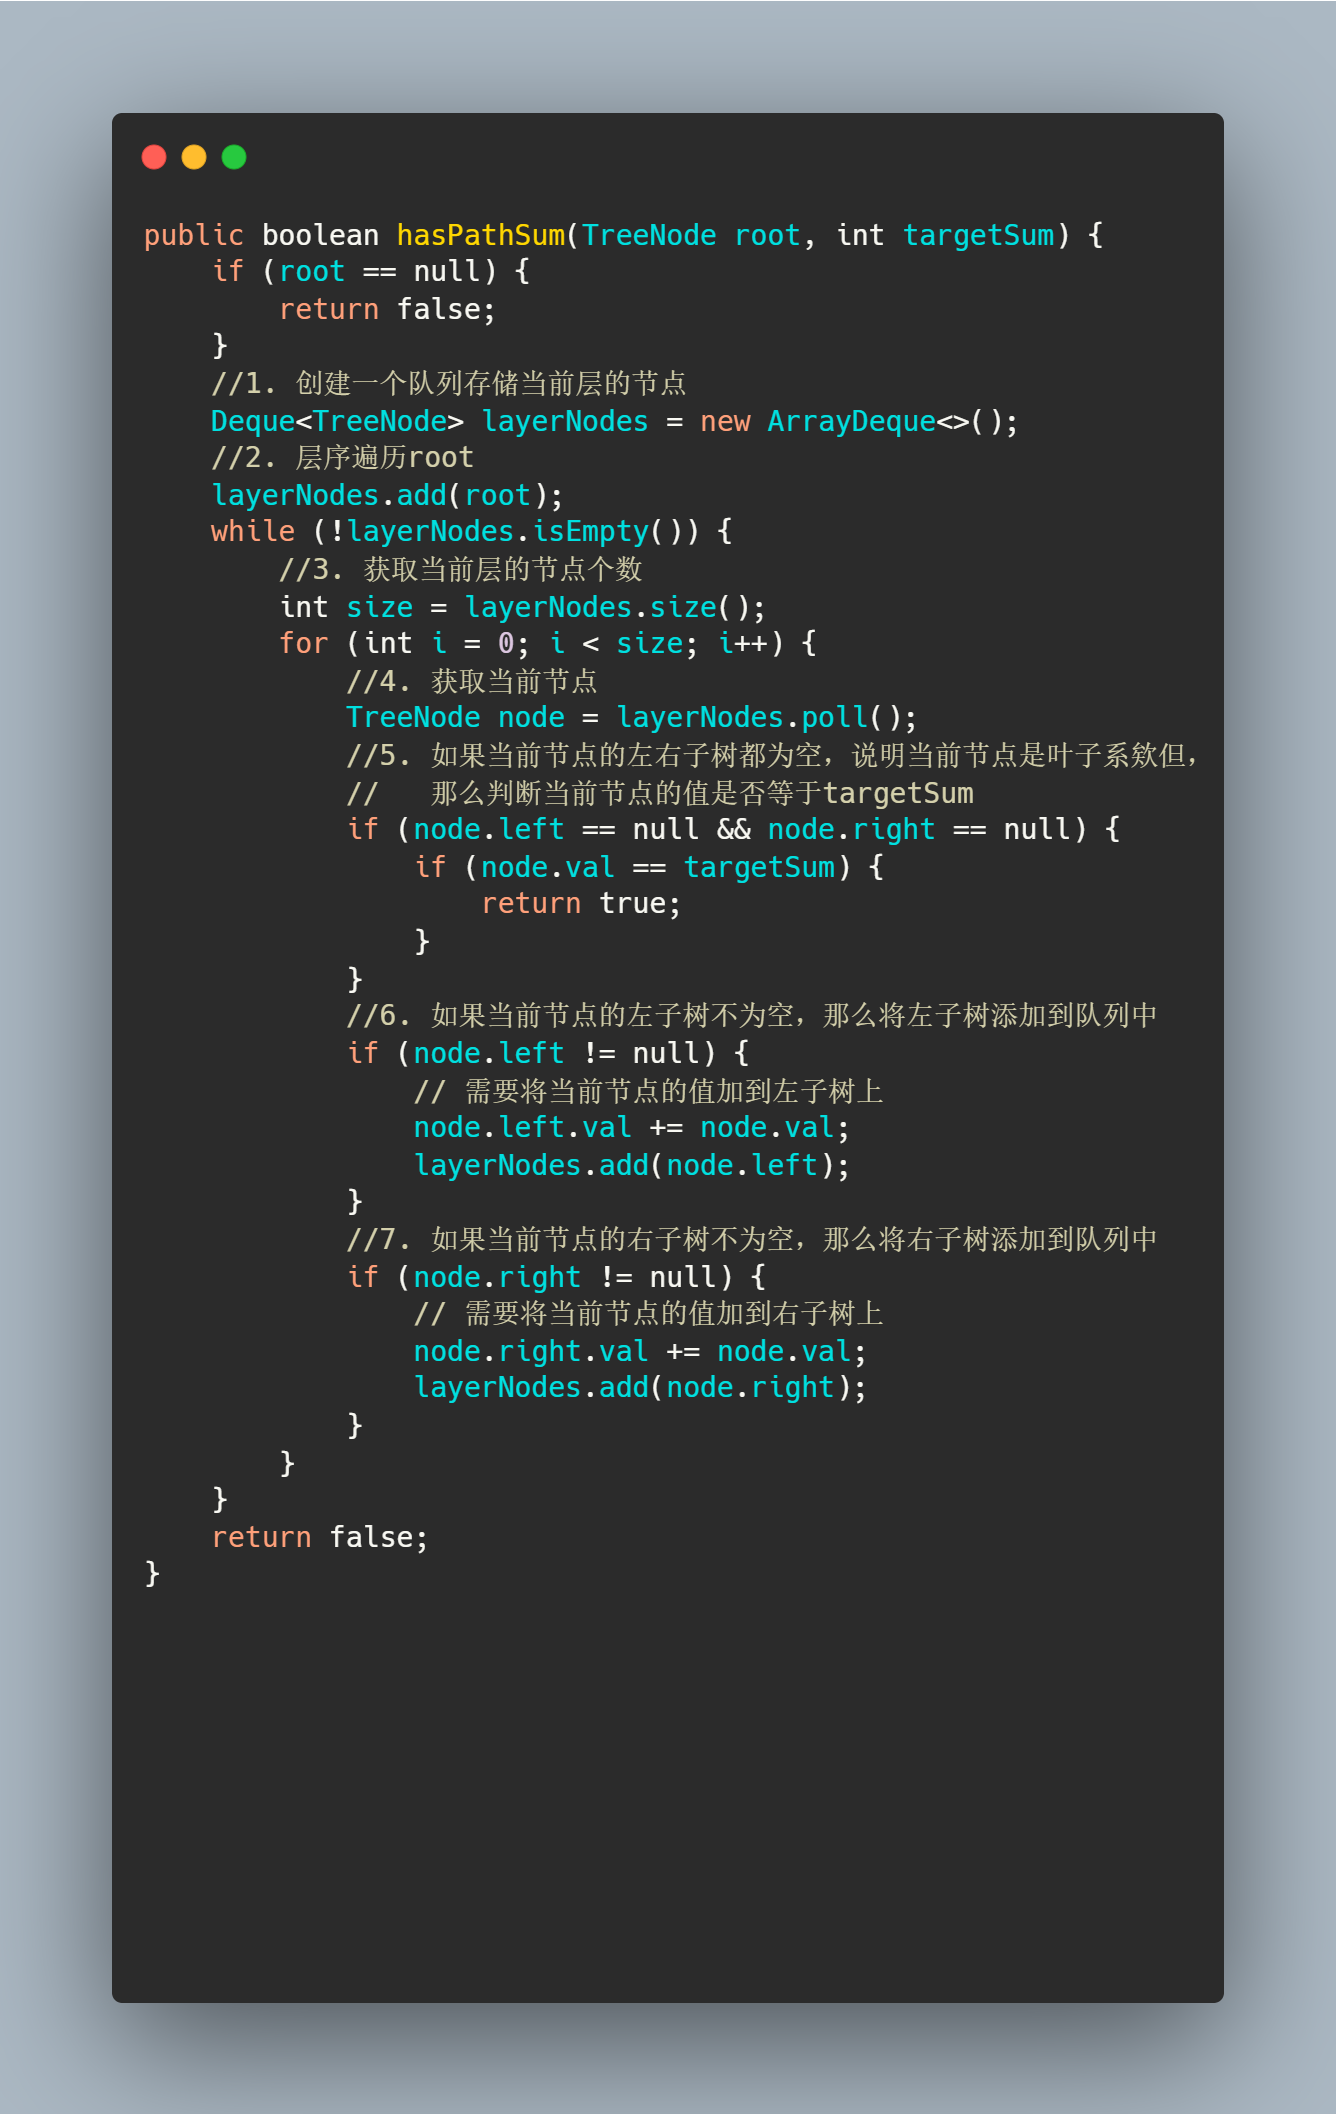 public boolean hasPathSum(TreeNode root, int targetSum) {
    if (root == null) {
        return false;
    }
    //1. 创建一个队列存储当前层的节点
    Deque<TreeNode> layerNodes = new ArrayDeque<>();
    //2. 层序遍历root
    layerNodes.add(root);
    while (!layerNodes.isEmpty()) {
        //3. 获取当前层的节点个数
        int size = layerNodes.size();
        for (int i = 0; i < size; i++) {
            //4. 获取当前节点
            TreeNode node = layerNodes.poll();
            //5. 如果当前节点的左右子树都为空，说明当前节点是叶子系欸但，
            //   那么判断当前节点的值是否等于targetSum
            if (node.left == null && node.right == null) {
                if (node.val == targetSum) {
                    return true;
                }
            }
            //6. 如果当前节点的左子树不为空，那么将左子树添加到队列中
            if (node.left != null) {
                // 需要将当前节点的值加到左子树上
                node.left.val += node.val;
                layerNodes.add(node.left);
            }
            //7. 如果当前节点的右子树不为空，那么将右子树添加到队列中
            if (node.right != null) {
                // 需要将当前节点的值加到右子树上
                node.right.val += node.val;
                layerNodes.add(node.right);
            }
        }
    }
    return false;
}